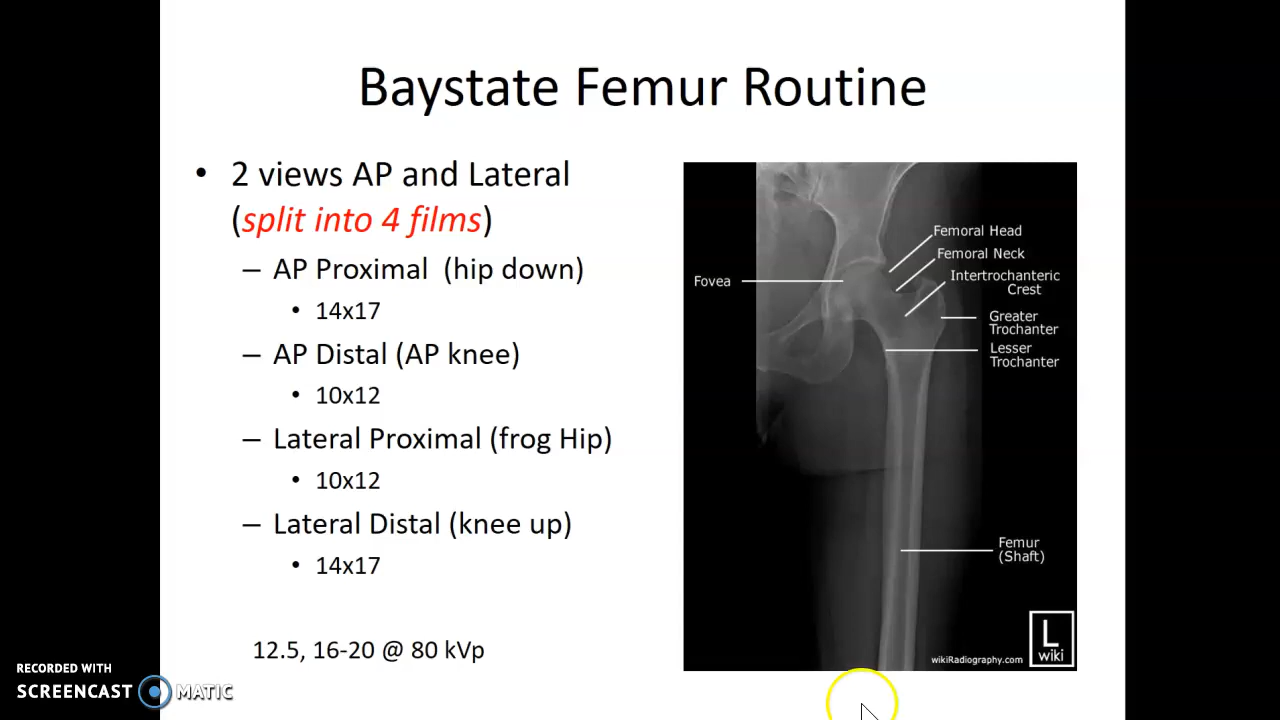 Baystate Femur Routine
• 2 views AP and Lateral
(split into 4 films)
– AP Proximal (hip down)
• 14x17
– AP Distal (AP knee)
• 10x12
– Lateral Proximal (frog Hip)
• 10x12
– Lateral Distal (knee up)
• 14x17
12.5, 16-20 @ 80 kVp
Femoral Head
Femoral Neck
Intertrochanteric
Crest
Fovea
Greater
Trochanter
Lesser
Trochanter
Femur
(Shaft)
L
wiki
wikiRadiography.com
RECORDED WITH
SCREENCAST MATIC